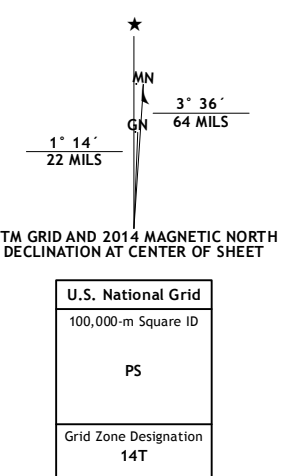 ★
MN
3° 36´
64 MILS
GN
1° 14´
22 MILS
TM GRID AND 2014 MAGNETIC NORTH
DECLINATION AT CENTER OF SHEET
U.S. National Grid
100,000-m Square ID
PS
Grid Zone Designation
14T